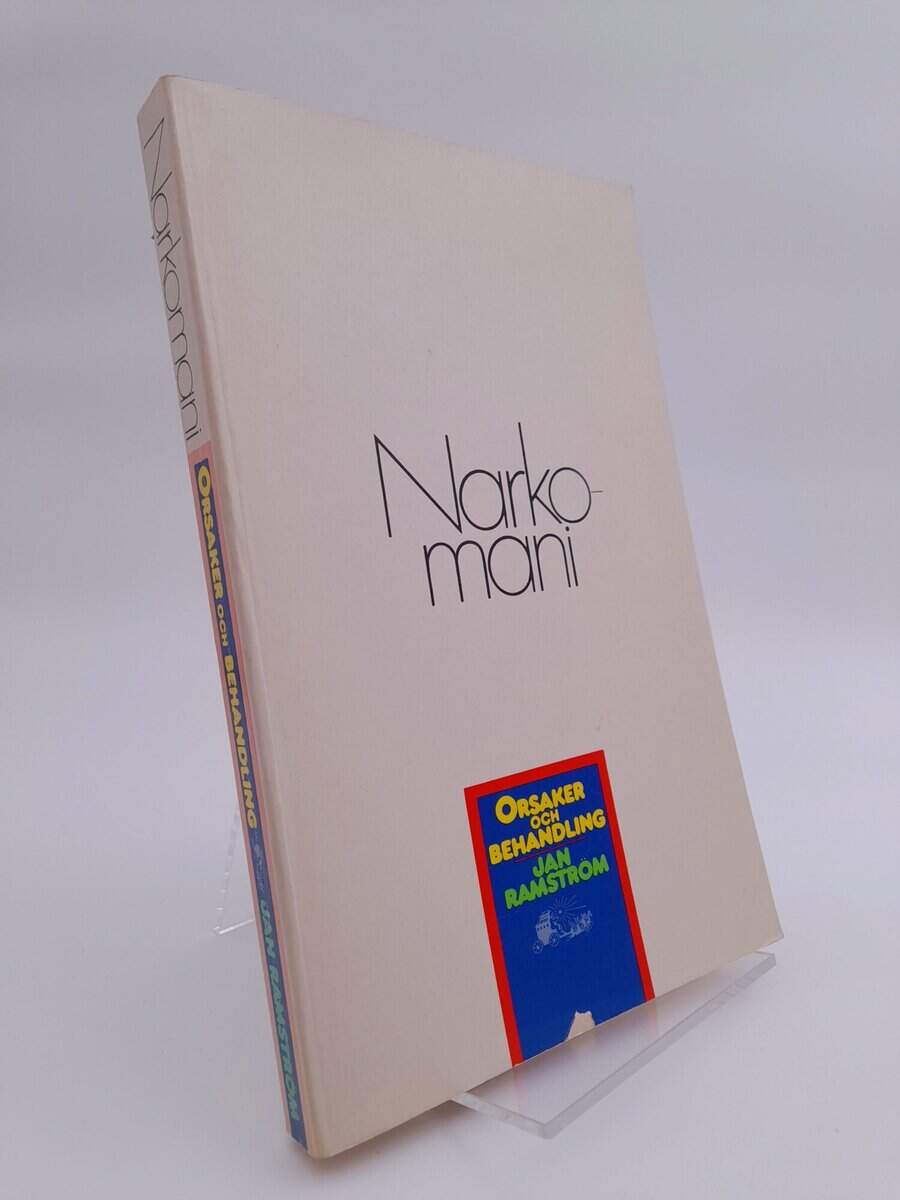 Narkomani
ORSAKER OCH BEHANDLING
JAN RAMSTRÖM
Narko-
mani
ORSAKER
OCH
BEHANDLING
JAN
RAMSTRÖM